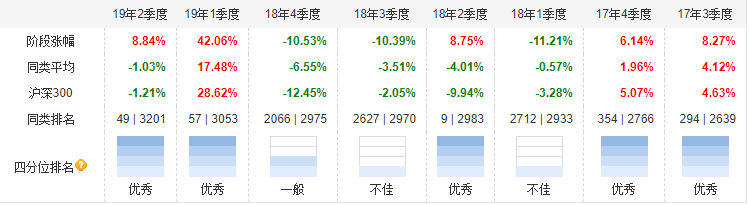 19年2季度 19年1季度 18年4季度 18年3季度 18年2季度 18年1季度 17年4季度 17年3季度
阶段涨幅 8.84% 42.06% -10.53% -10.39% 8.75% -11.21% 6.14% 8.27%
同类平均 -1.03% 17.48% -6.55% -3.51% -4.01% -0.57% 1.96% 4.12%
沪深300 -1.21% 28.62% -12.45% -2.05% -9.94% -3.28% 5.07% 4.63%
同类排名 49 | 3201 57 | 3053 2066 | 2975 2627 | 2970 9 | 2983 2712 | 2933 354 | 2766 294 | 2639
四分位排名? 优秀 优秀 一般 不佳 优秀 不佳 优秀 优秀